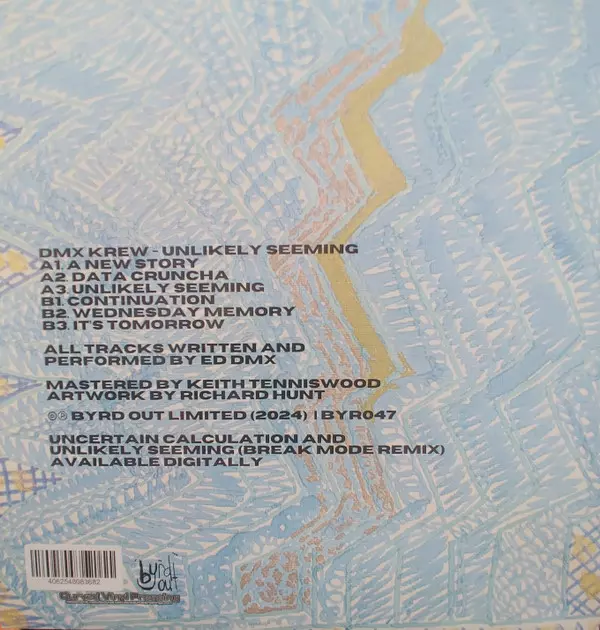 DMX KREW - UNLIKELY SEEMING
A1. A NEW STORY
A2. DATA CRUNCHA
A3. UNLIKELY SEEMING
B1. CONTINUATION
B2. WEDNESDAY MEMORY
B3. IT'S TOMORROW
ALL TRACKS WRITTEN AND
PERFORMED BY ED DMX
MASTERED BY KEITH TENNISWOOD
ARTWORK BY RICHARD HUNT
©℗ BYRD OUT LIMITED (2024) | BYR047
UNCERTAIN CALCULATION AND
UNLIKELY SEEMING (BREAK MODE REMIX)
AVAILABLE DIGITALLY
byrd out
Vinyl Pressing